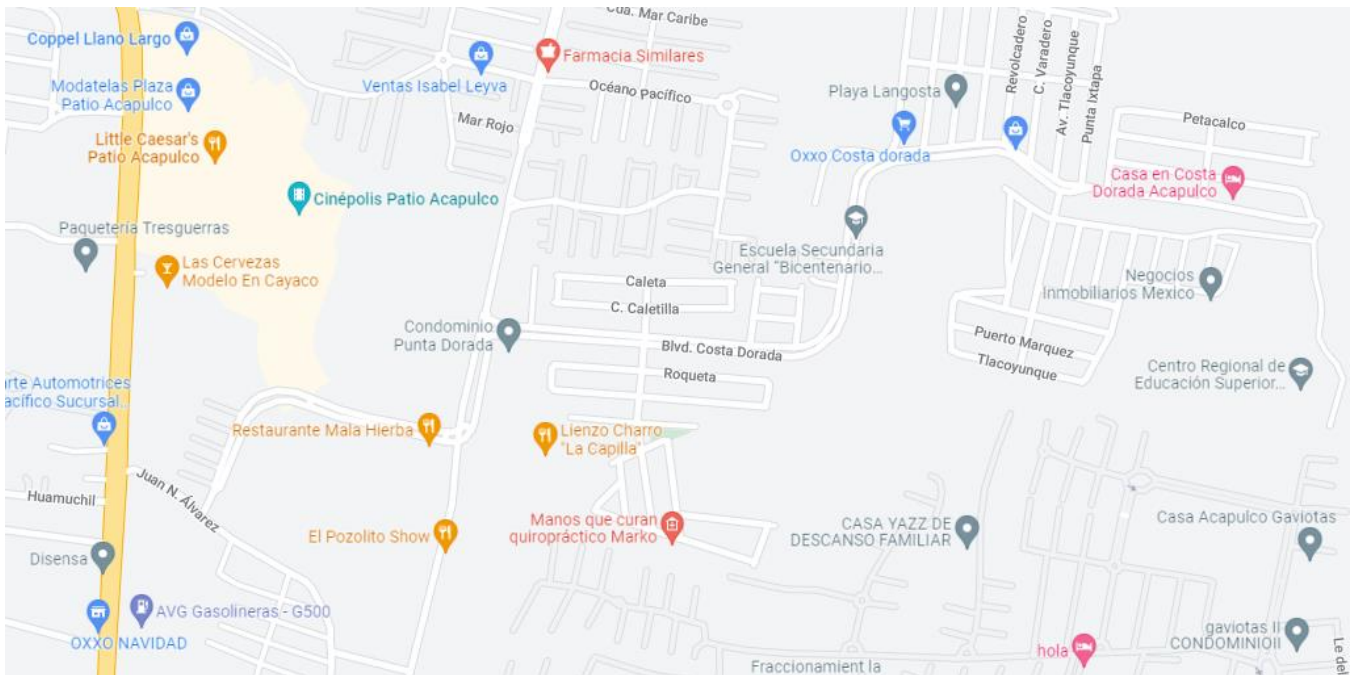 Cda. Mar Caribe
Coppel Llano Largo
Farmacia Similares
Modatelas Plaza
Patio Acapulco
Ventas Isabel Leyva
Océano Pacífico
Playa Langosta
Revolcadero
C. Varadero
Av. Tlacoyunque
Punta Ixtapa
Petacalco
Mar Rojo
Little Caesar's
Patio Acapulco
Oxxo Costa dorada
Casa en Costa
Dorada Acapulco
Cinépolis Patio Acapulco
Paquetería Tresguerras
Escuela Secundaria
General "Bicentenario...
Las Cervezas
Modelo En Cayaco
Caleta
C. Caletilla
Negocios
Inmobiliarios Mexico
Condominio
Punta Dorada
Blvd. Costa Dorada
Puerto Marquez
Tlacoyunque
Roqueta
Centro Regional de
Educación Superior...
arte Automotrices
acífico Sucursal...
Restaurante Mala Hierba
Lienzo Charro
"La Capilla"
Juan N. Álvarez
Huamuchil
El Pozolito Show
Manos que curan
quiropráctico Marko
CASA YAZZ DE
DESCANSO FAMILIAR
Casa Acapulco Gaviotas
Disensa
AVG Gasolineras - G500
OXXO NAVIDAD
gaviotas II
CONDOMINIOII
hola
Fraccionamient la
Le del